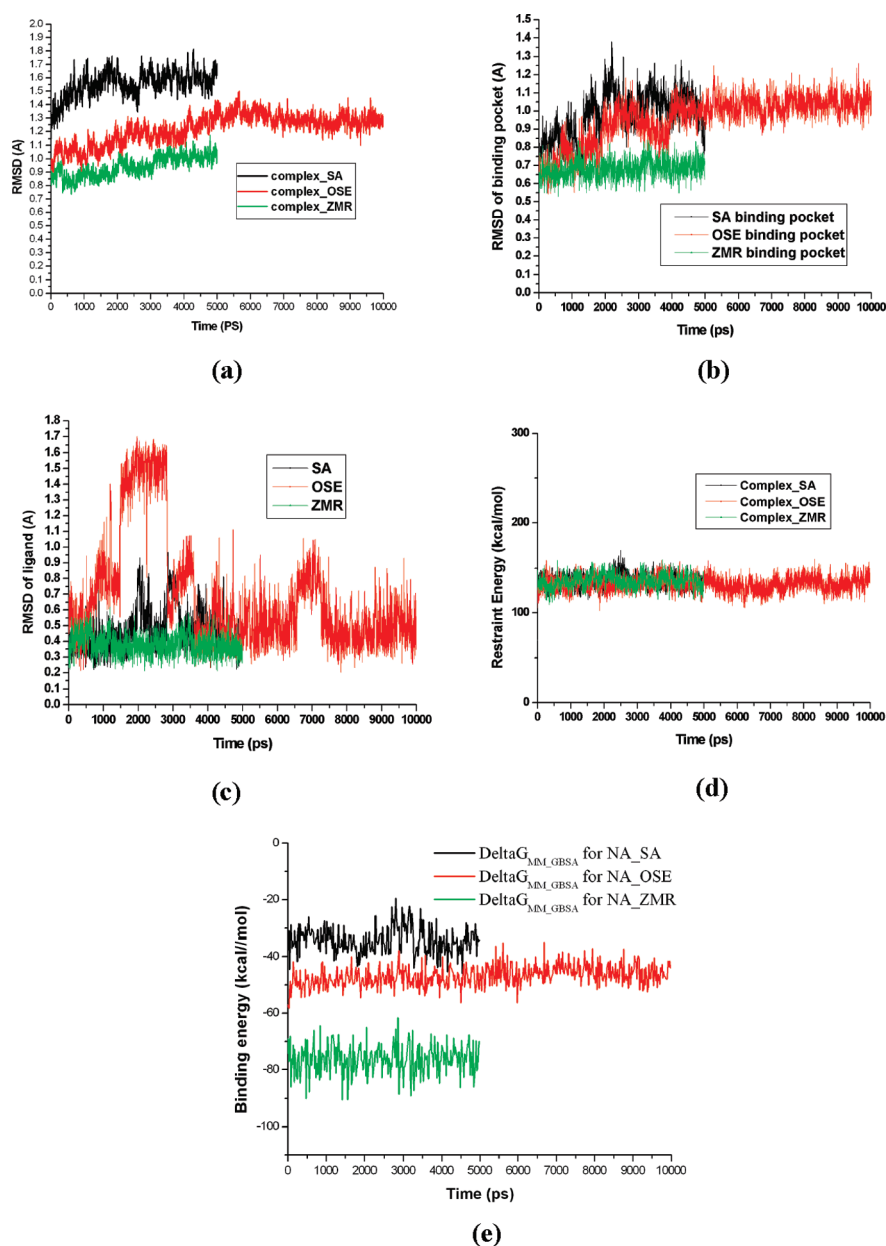 2.0
1.9
1.8
1.7
1.6
1.5
1.4
1.3
1.2
1.1
1.0
0.9
0.8
0.7
0.6
0.5
0.4
0.3
0.2
0.1
0.0
RMSD (A)
complex_SA
complex_OSE
complex_ZMR
0 1000 2000 3000 4000 5000 6000 7000 8000 9000 10000
Time (PS)
(a)
1.5
1.4
1.3
1.2
1.1
1.0
0.9
0.8
0.7
0.6
0.5
0.4
0.3
0.2
0.1
0.0
RMSD of binding pocket (A)
SA binding pocket
OSE binding pocket
ZMR binding pocket
0 1000 2000 3000 4000 5000 6000 7000 8000 9000 10000
Time (ps)
(b)
1.8
1.7
1.6
1.5
1.4
1.3
1.2
1.1
1.0
0.9
0.8
0.7
0.6
0.5
0.4
0.3
0.2
0.1
0.0
RMSD of ligand (A)
SA
OSE
ZMR
0 1000 2000 3000 4000 5000 6000 7000 8000 9000 10000
Time (ps)
(c)
300
150
100
0
Restraint Energy (kcal/mol)
Complex_SA
Complex_OSE
Complex_ZMR
0 1000 2000 3000 4000 5000 6000 7000 8000 9000 10000
Time (ps)
(d)
0
-20
-40
-60
-80
-100
Binding energy (kcal//mol)
DeltaG MM_GBSA for NA_SA
DeltaG MM_GBSA for NA_OSE
DeltaG MM_GBSA for NA_ZMR
0 1000 2000 3000 4000 5000 6000 7000 8000 9000 10000
Time (ps)
(e)